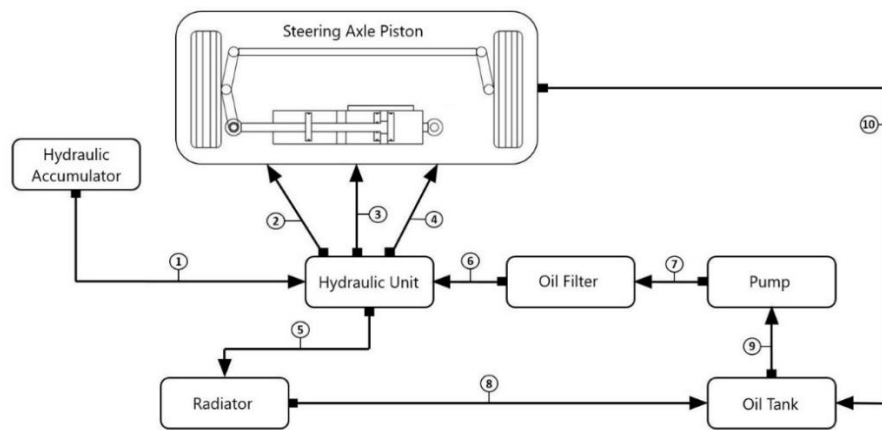 Steering Axle Piston
10
Hydraulic
Accumulator
2
3
4
1
6
7
Hydraulic Unit
Oil Filter
Pump
5
9
8
Radiator
Oil Tank